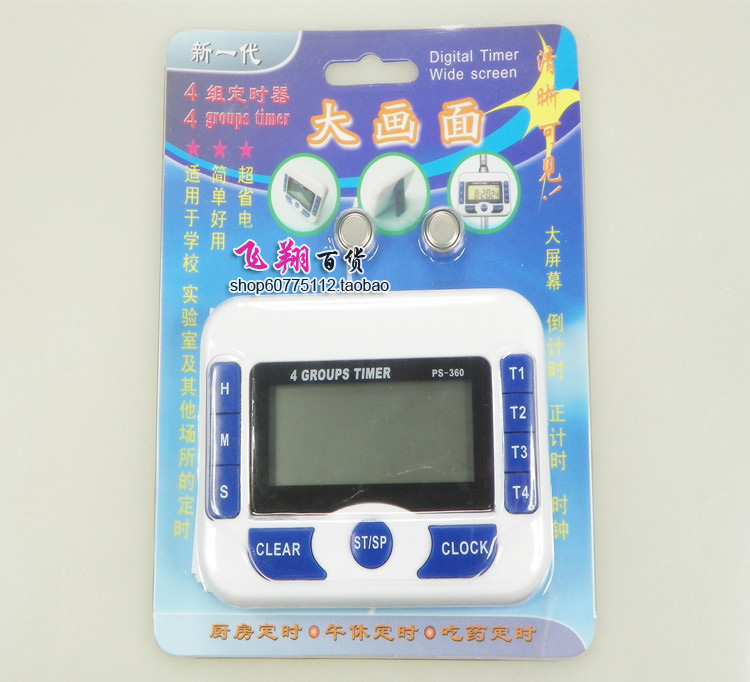 新一代
Digital Timer
Wide screen
4 组定时器
4 groups timer
大画面
清晰可见!
★超省电
★简单好用
★适用于学校 实验室及其他场所的定时
大屏幕 倒计时 正计时 时钟
飞翔百货
shop60775112.taobao
4 GROUPS TIMER PS-360
H
M
S
T1
T2
T3
T4
CLEAR
ST/SP
CLOCK
厨房定时 午休定时 吃药定时